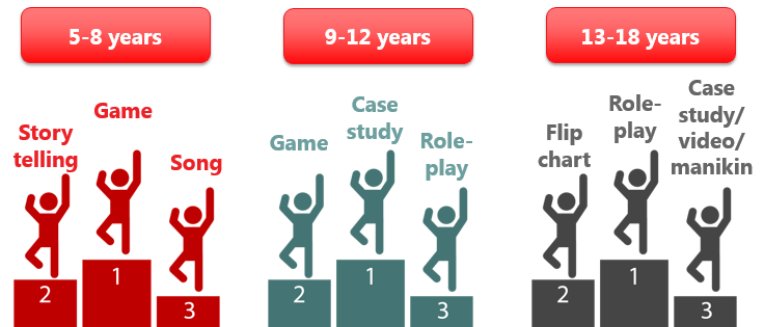 5-8 years
Story
telling
Game
Song
2
1
3
9-12 years
Game
Case
study
Role-
play
2
1
3
13-18 years
Flip
chart
Role-
play
Case
study/
video/
manikin
2
1
3